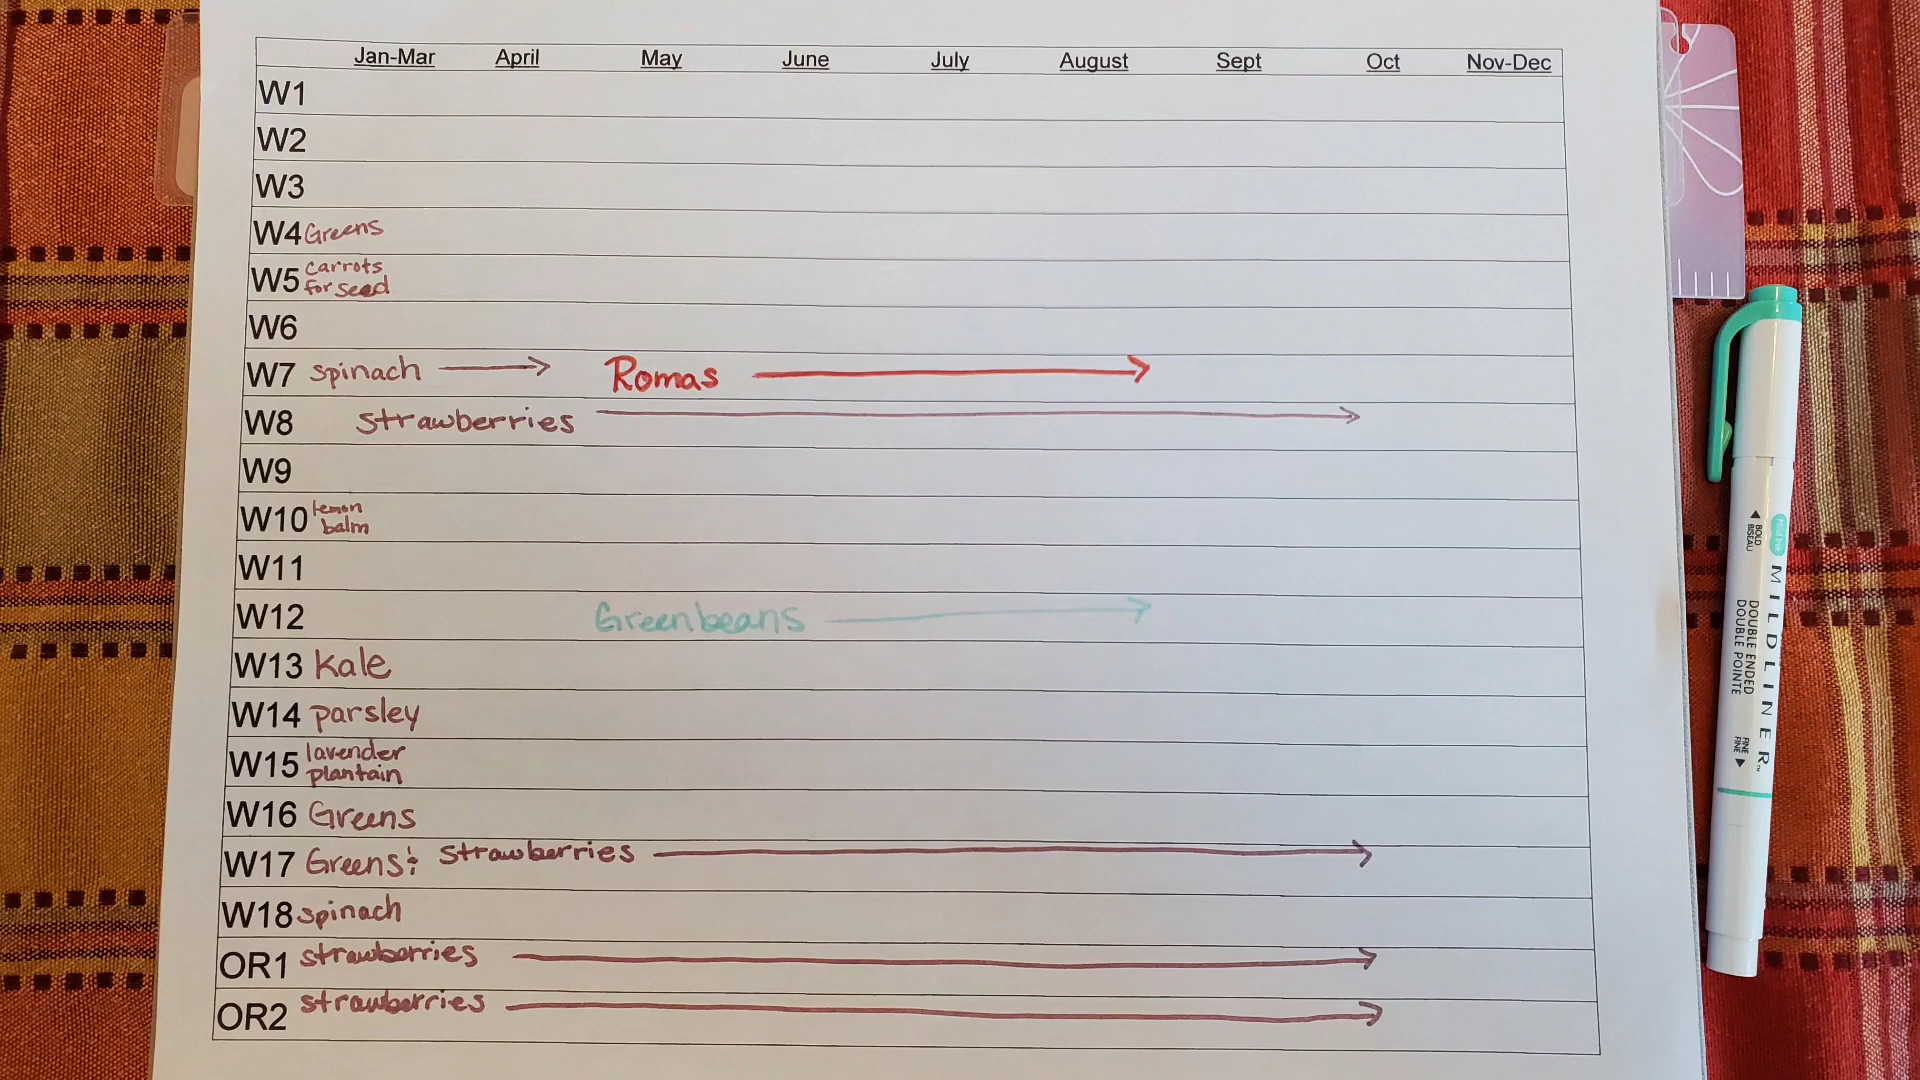 Jan-Mar April May June July August Sept Oct Nov-Dec
W1
W2
W3
W4 Greens
W5 carrots
for seed
W6
W7 spinach Romas
W8 strawberries
W9
W10 lemon
balm
W11
W12 Greenbeans
W13 Kale
W14 parsley
W15 lavender
plantain
W16 Greens
W17 Greens & strawberries
W18 spinach
OR1 strawberries
OR2 strawberries
Mildliner
MILDLINER™
DOUBLE ENDED
DOUBLE POINTE
BOLD
BISEAU
FINE
FINE